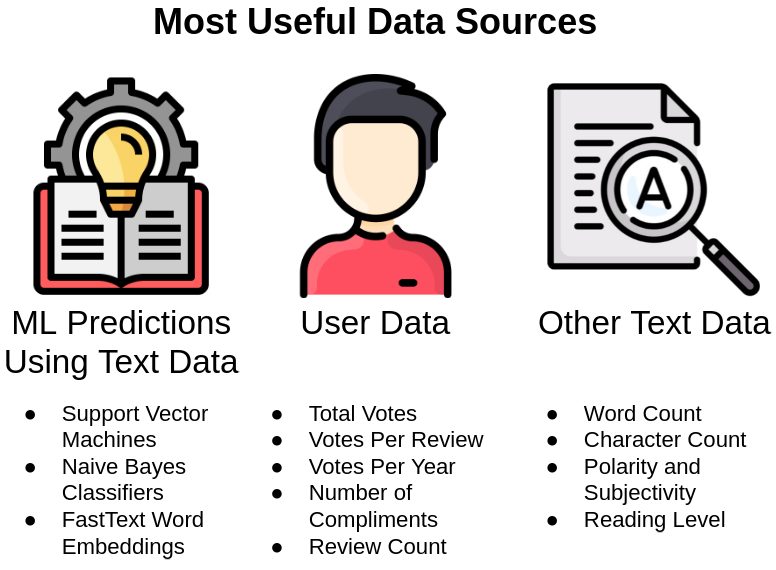 Most Useful Data Sources
A
ML Predictions
Using Text Data
● Support Vector
Machines
● Naive Bayes
Classifiers
● FastText Word
Embeddings
User Data
● Total Votes
● Votes Per Review
● Votes Per Year
● Number of
Compliments
● Review Count
Other Text Data
● Word Count
● Character Count
● Polarity and
Subjectivity
● Reading Level